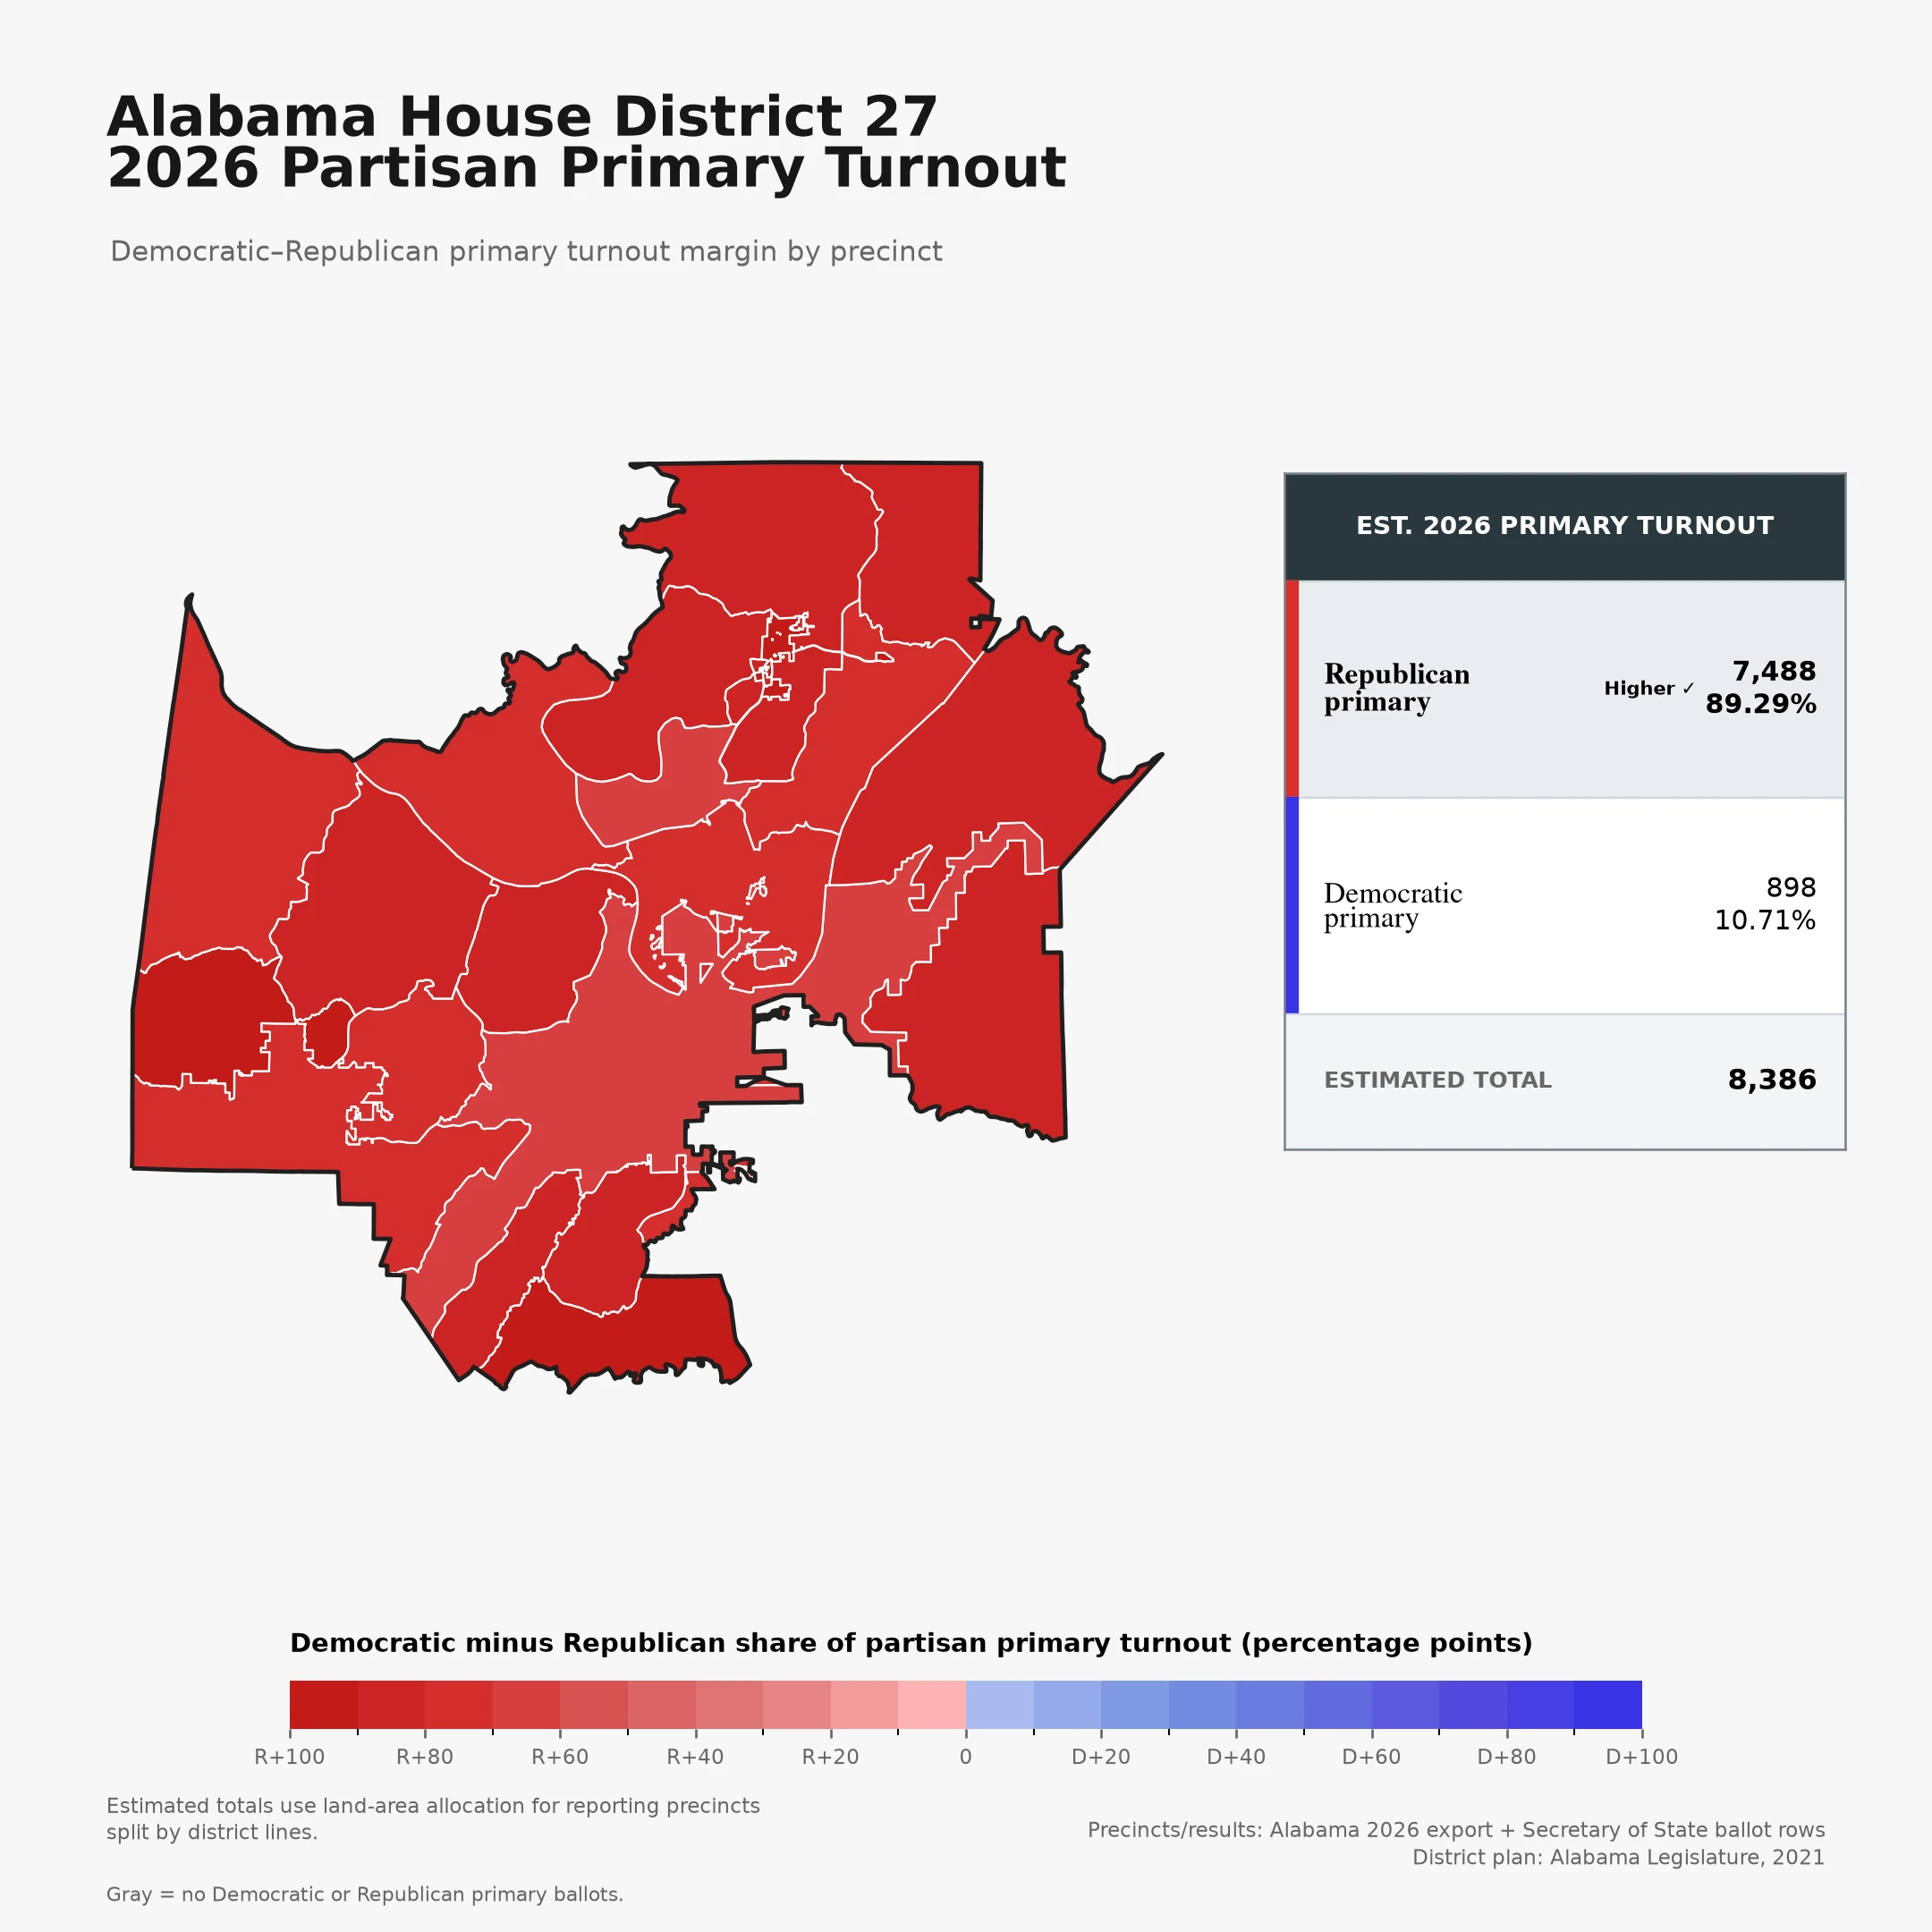 Alabama House District 27
2026 Partisan Primary Turnout
Democratic–Republican primary turnout margin by precinct
EST. 2026 PRIMARY TURNOUT
Republican
primary
Higher ✓
7,488
89.29%
Democratic
primary
898
10.71%
ESTIMATED TOTAL
8,386
Democratic minus Republican share of partisan primary turnout (percentage points)
R+100 R+80 R+60 R+40 R+20 0 D+20 D+40 D+60 D+80 D+100
Estimated totals use land-area allocation for reporting precincts
split by district lines.
Gray = no Democratic or Republican primary ballots.
Precincts/results: Alabama 2026 export + Secretary of State ballot rows
District plan: Alabama Legislature, 2021